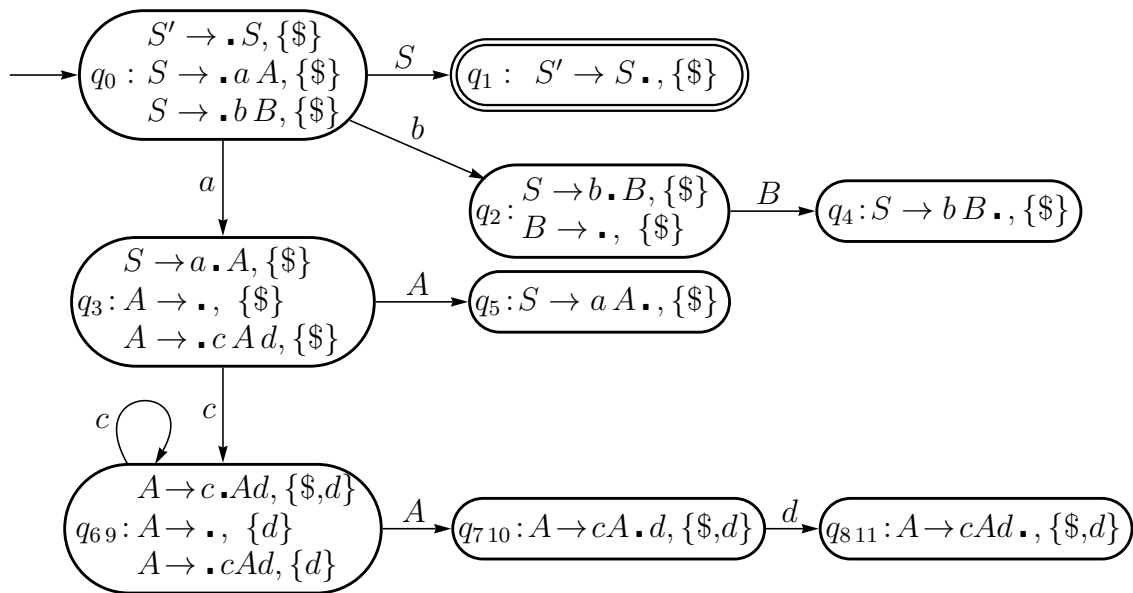 S′ → . S, {$}
q0 : S → . a A, {$}
S → . b B, {$}
S
q1 : S′ → S . , {$}
b
a
S → b . B, {$}
q2 : B → . , {$}
B
q4 : S → b B . , {$}
S → a . A, {$}
q3 : A → . , {$}
A → . c A d, {$}
A
q5 : S → a A . , {$}
c
c
A → c . Ad, {$,d}
q6 9 : A → . , {d}
A → . cAd, {d}
A
q7 10 : A → cA . d, {$,d}
d
q8 11 : A → cAd . , {$,d}